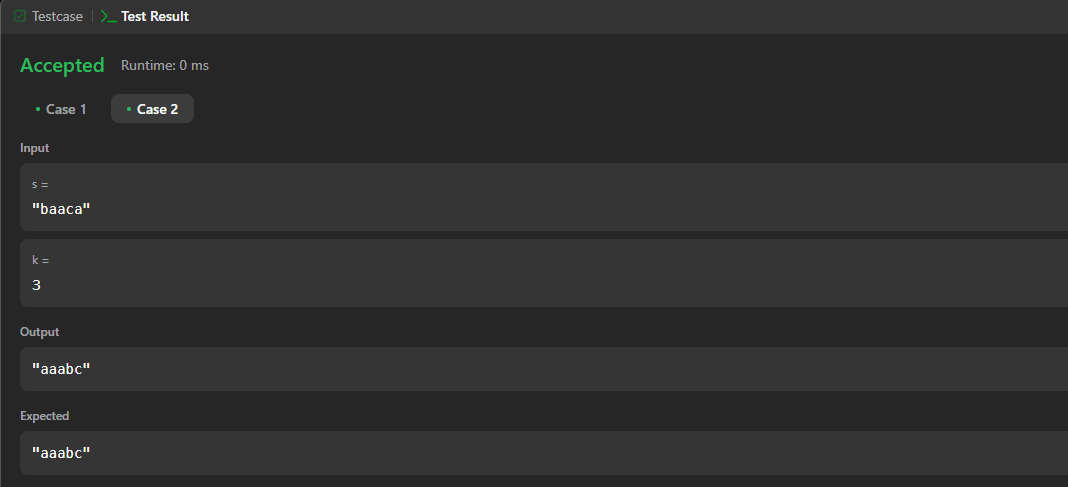 Testcase | >_ Test Result
Accepted Runtime: 0 ms
• Case 1 • Case 2
Input
s =
"baaca"
k =
3
Output
"aaabc"
Expected
"aaabc"